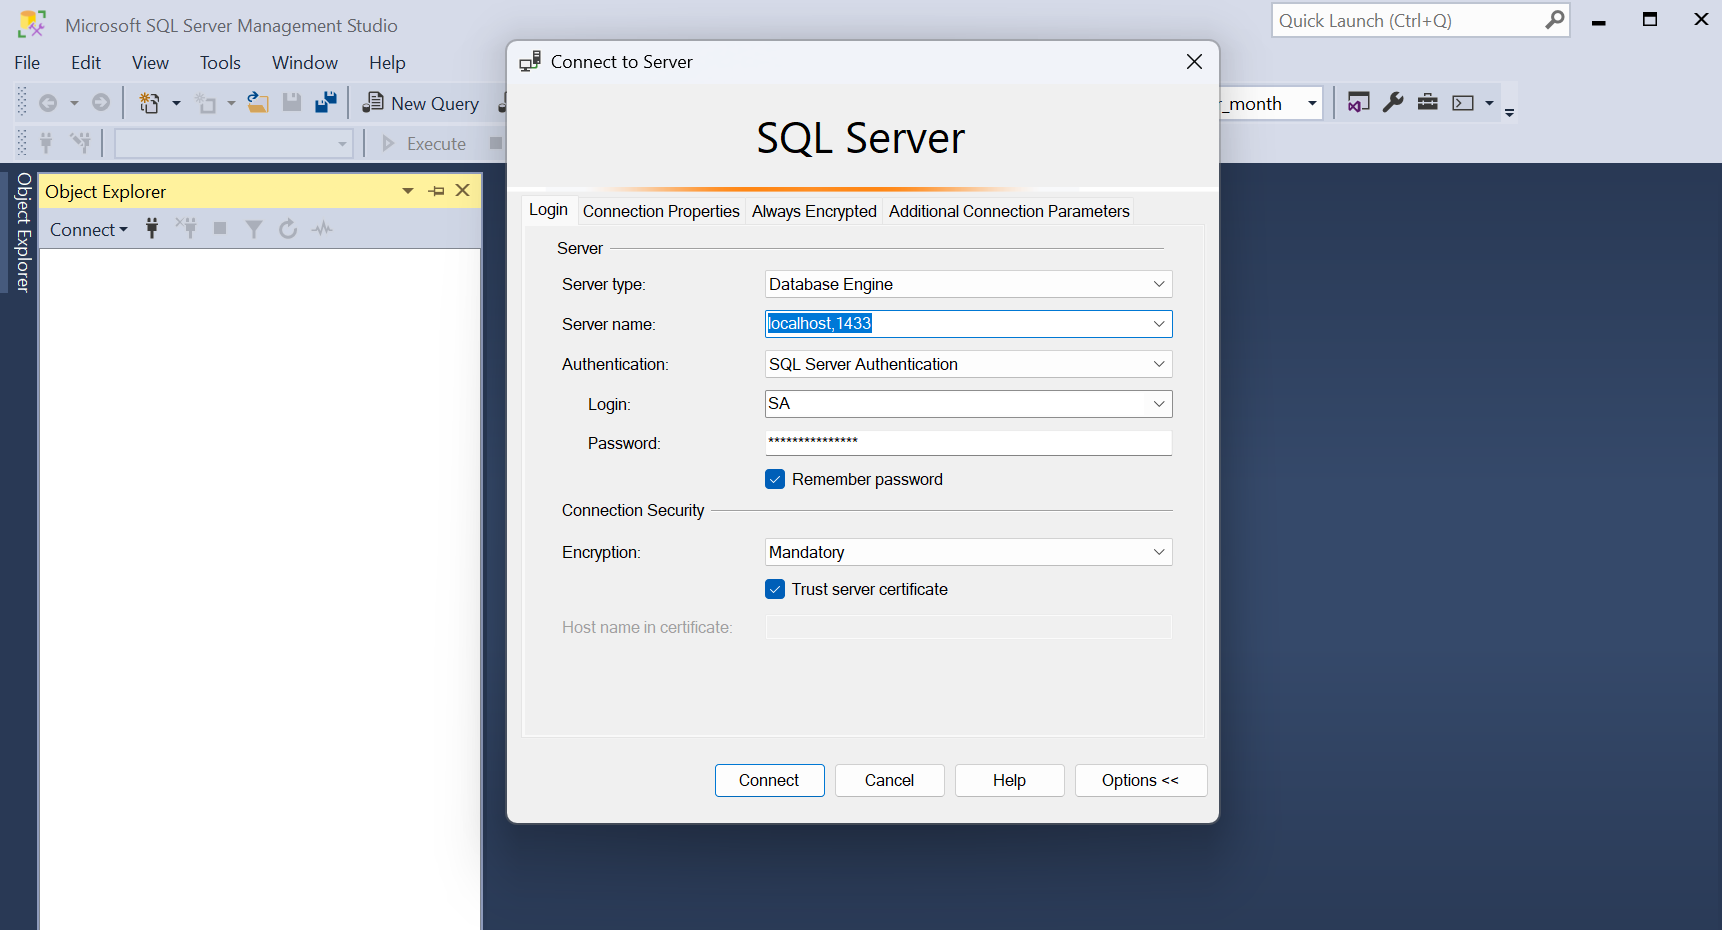 Microsoft SQL Server Management Studio
Quick Launch (Ctrl+Q)
File Edit View Tools Window Help
New Query
r_month
Execute
Object Explorer
Object Explorer
Connect
Connect to Server
SQL Server
Login Connection Properties Always Encrypted Additional Connection Parameters
Server
Server type: Database Engine
Server name: localhost,1433
Authentication: SQL Server Authentication
Login: SA
Password: ***************
Remember password
Connection Security
Encryption: Mandatory
Trust server certificate
Host name in certificate:
Connect Cancel Help Options <<